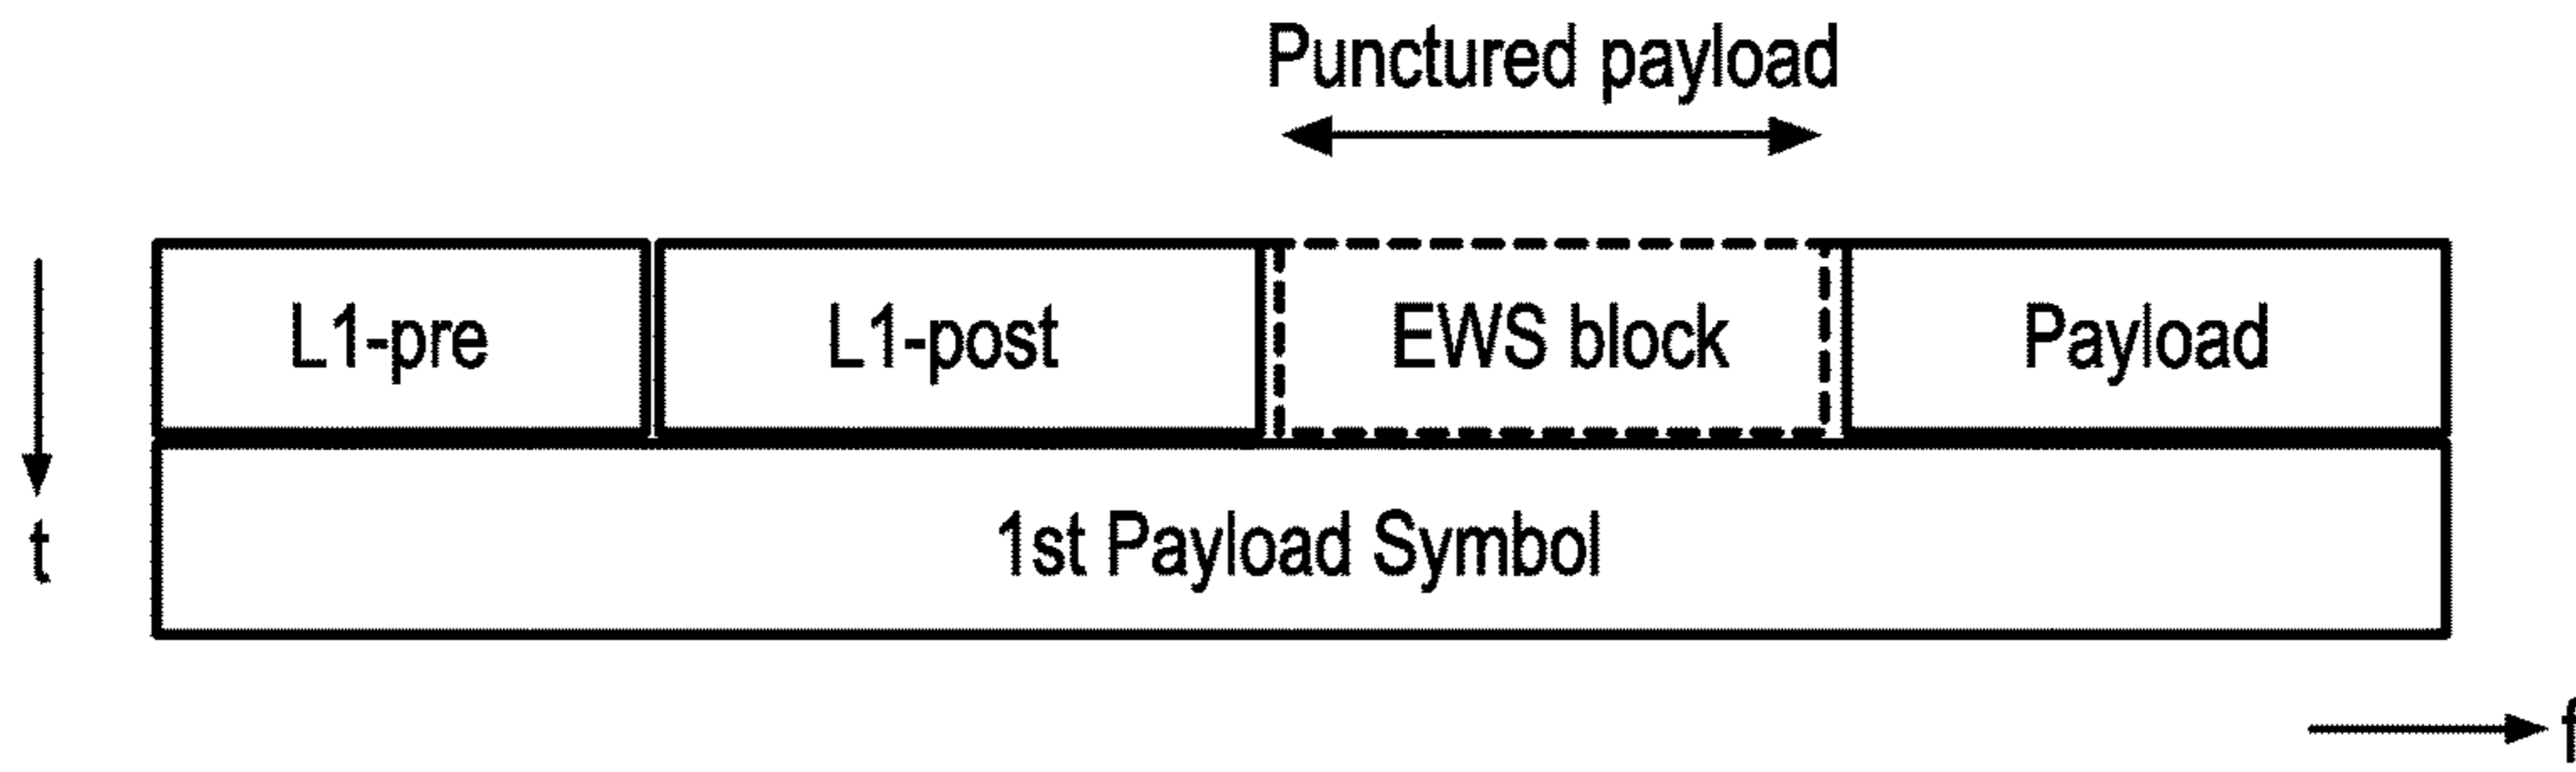 Punctured payload
L1-pre L1-post EWS block Payload
t
1st Payload Symbol
f